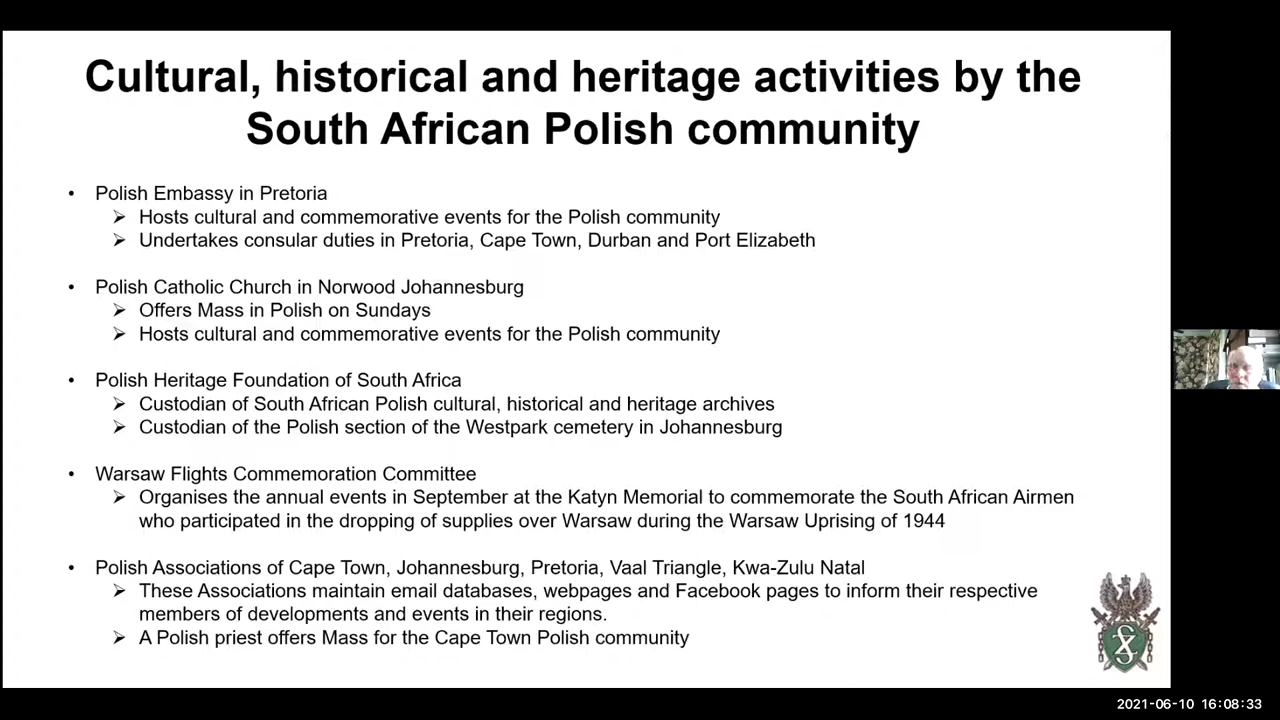 Cultural, historical and heritage activities by the
South African Polish community
• Polish Embassy in Pretoria
➢ Hosts cultural and commemorative events for the Polish community
➢ Undertakes consular duties in Pretoria, Cape Town, Durban and Port Elizabeth
• Polish Catholic Church in Norwood Johannesburg
➢ Offers Mass in Polish on Sundays
➢ Hosts cultural and commemorative events for the Polish community
• Polish Heritage Foundation of South Africa
➢ Custodian of South African Polish cultural, historical and heritage archives
➢ Custodian of the Polish section of the Westpark cemetery in Johannesburg
• Warsaw Flights Commemoration Committee
➢ Organises the annual events in September at the Katyn Memorial to commemorate the South African Airmen
who participated in the dropping of supplies over Warsaw during the Warsaw Uprising of 1944
• Polish Associations of Cape Town, Johannesburg, Pretoria, Vaal Triangle, Kwa-Zulu Natal
➢ These Associations maintain email databases, webpages and Facebook pages to inform their respective
members of developments and events in their regions.
➢ A Polish priest offers Mass for the Cape Town Polish community
2021-06-10 16:08:33